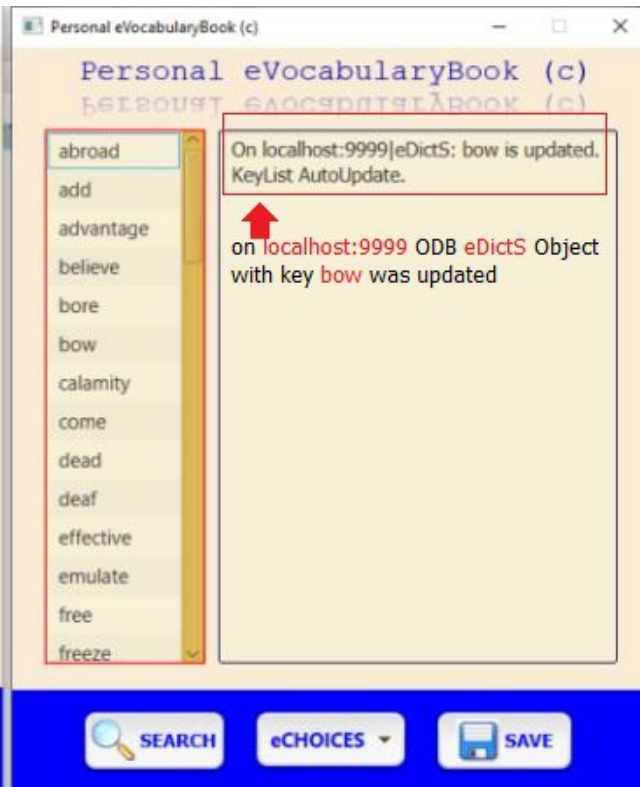 Personal eVocabularyBook (c)
Personal eVocabularyBook (c)
abroad
add
advantage
believe
bore
bow
calamity
come
dead
deaf
effective
emulate
free
freeze
On localhost:9999|eDictS: bow is updated.
KeyList AutoUpdate.
on localhost:9999 ODB eDictS Object
with key bow was updated
SEARCH
eCHOICES
SAVE